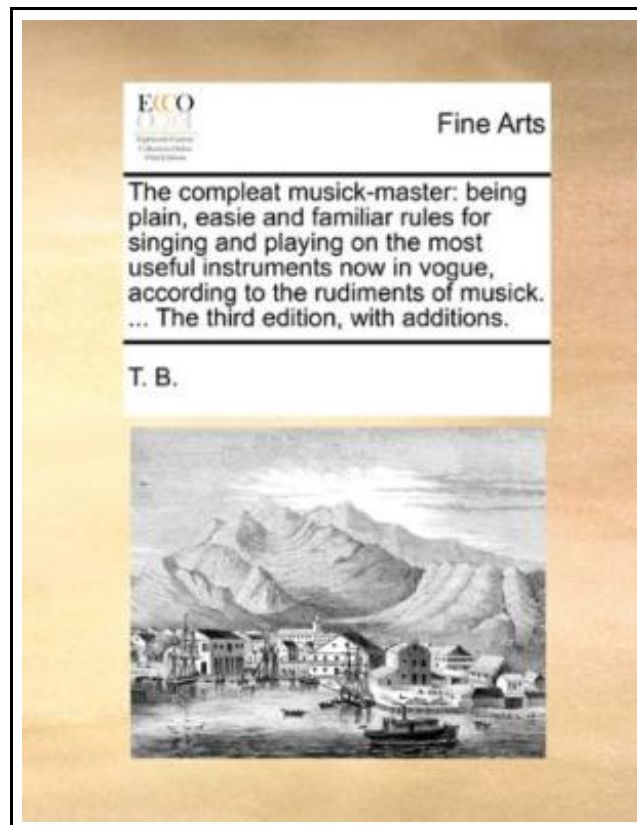 ECCO
Fine Arts
The compleat musick-master: being
plain, easie and familiar rules for
singing and playing on the most
useful instruments now in vogue,
according to the rudiments of musick.
... The third edition, with additions.
T. B.